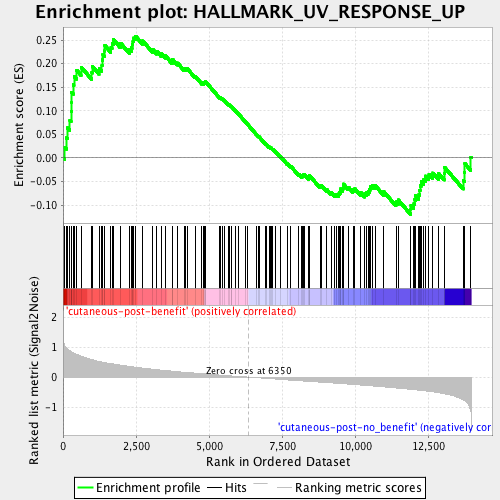 Enrichment plot: HALLMARK_UV_RESPONSE_UP
Enrichment score (ES)
0.25
0.20
0.15
0.10
0.05
0.00
-0.05
-0.10
'cutaneous-post-benefit' (positively correlated)
Ranked list metric (Signal2Noise)
2
1
0
-1
Zero cross at 6350
'cutaneous-post-no_benefit' (negatively cor
0
2,500
5,000
7,500
10,000
12,500
Rank in Ordered Dataset
Enrichment profile
Hits
Ranking metric scores